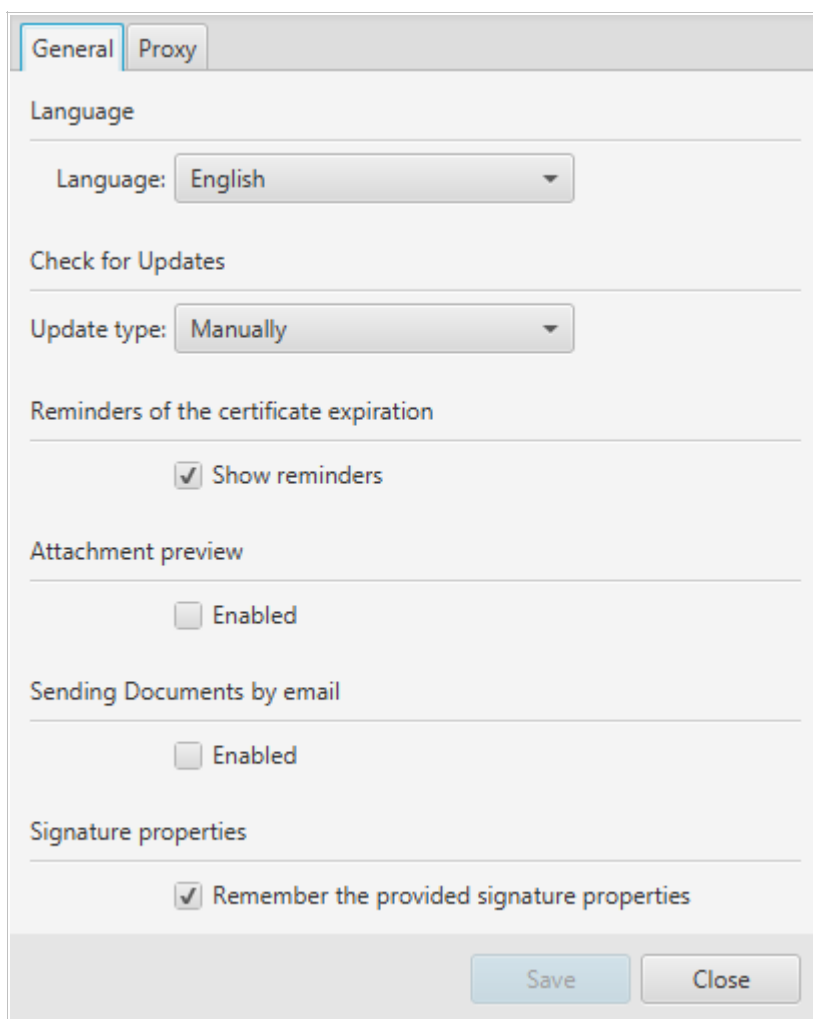 General Proxy
Language
Language: English
Check for Updates
Update type: Manually
Reminders of the certificate expiration
Show reminders
Attachment preview
Enabled
Sending Documents by email
Enabled
Signature properties
Remember the provided signature properties
Save Close